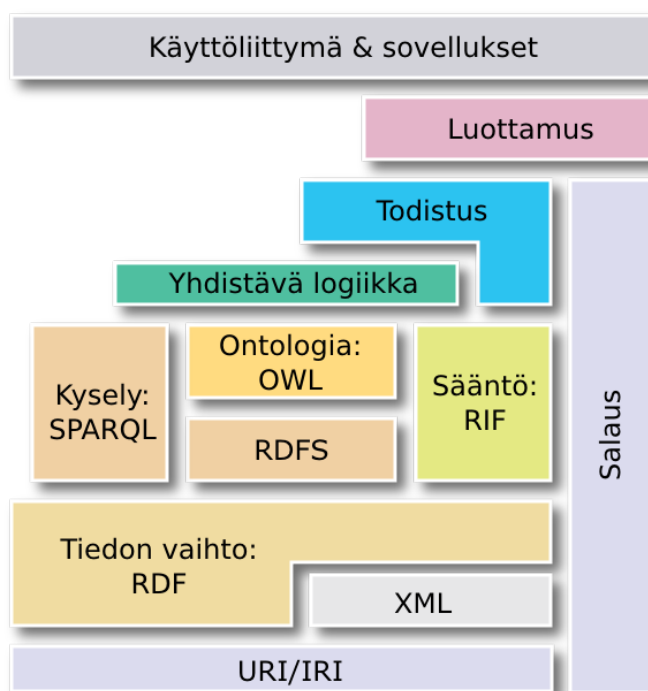 Käyttöliittymä & sovellukset
Luottamus
Todistus
Yhdistävä logiikka
Kysely:
SPARQL
Ontologia:
OWL
RDFS
Sääntö:
RIF
Salaus
Tiedon vaihto:
RDF
XML
URI/IRI